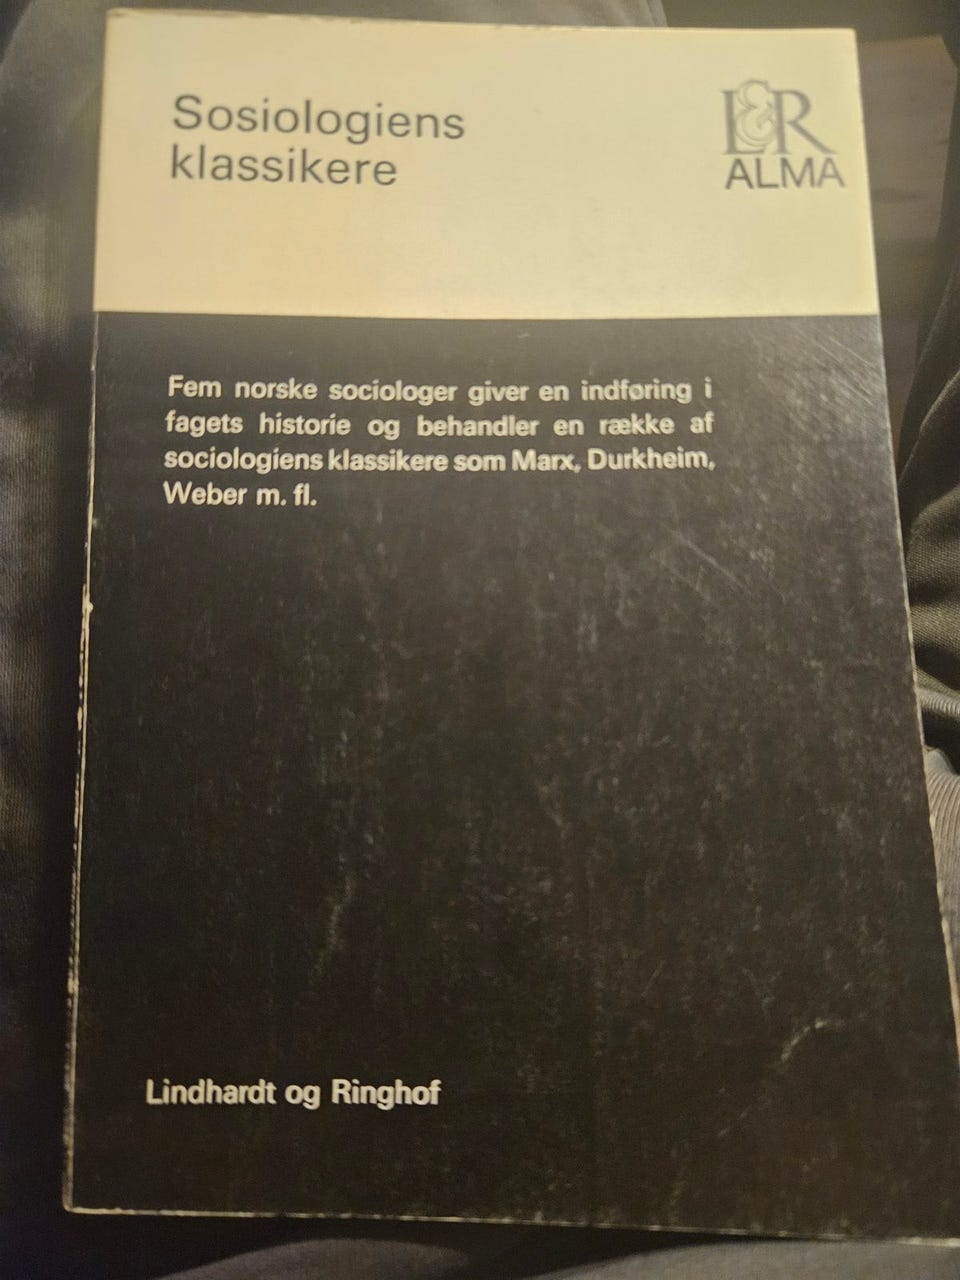 Sosiologiens
klassikere
L&R
ALMA
Fem norske sociologer giver en indføring i
fagets historie og behandler en række af
sociologiens klassikere som Marx, Durkheim,
Weber m. fl.
Lindhardt og Ringhof